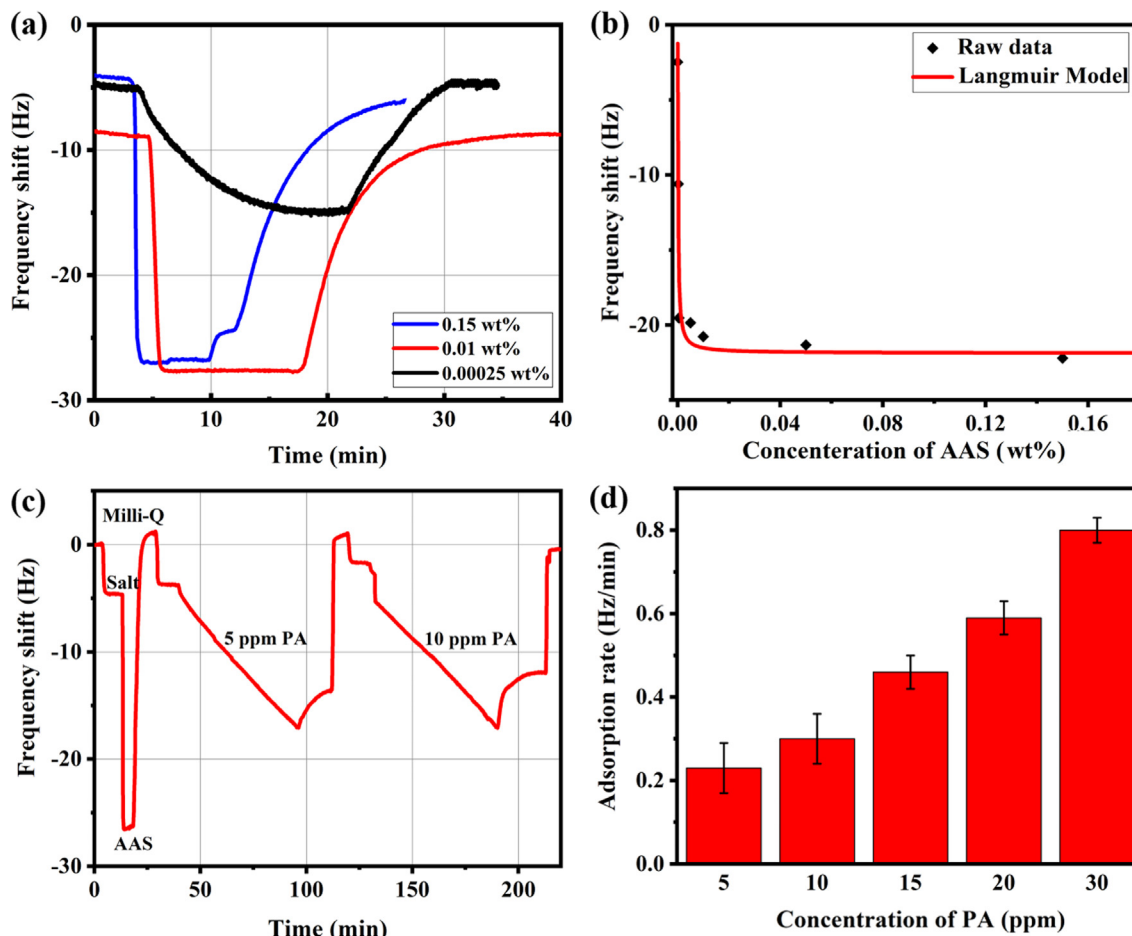 (a)
0
-10
-20
-30
Frequency shift (Hz)
0.15 wt%
0.01 wt%
0.00025 wt%
0 10 20 30 40
Time (min)
(b)
0
-10
-20
Frequency shift (Hz)
Raw data
Langmuir Model
0.00 0.04 0.08 0.12 0.16
Concenteration of AAS (wt%)
(c)
0
-10
-20
-30
Frequency shift (Hz)
Milli-Q
Salt
5 ppm PA
10 ppm PA
AAS
0 50 100 150 200
Time (min)
(d)
0.8
0.6
0.4
0.2
0.0
Adsorption rate (Hz/min)
5 10 15 20 30
Concentration of PA (ppm)